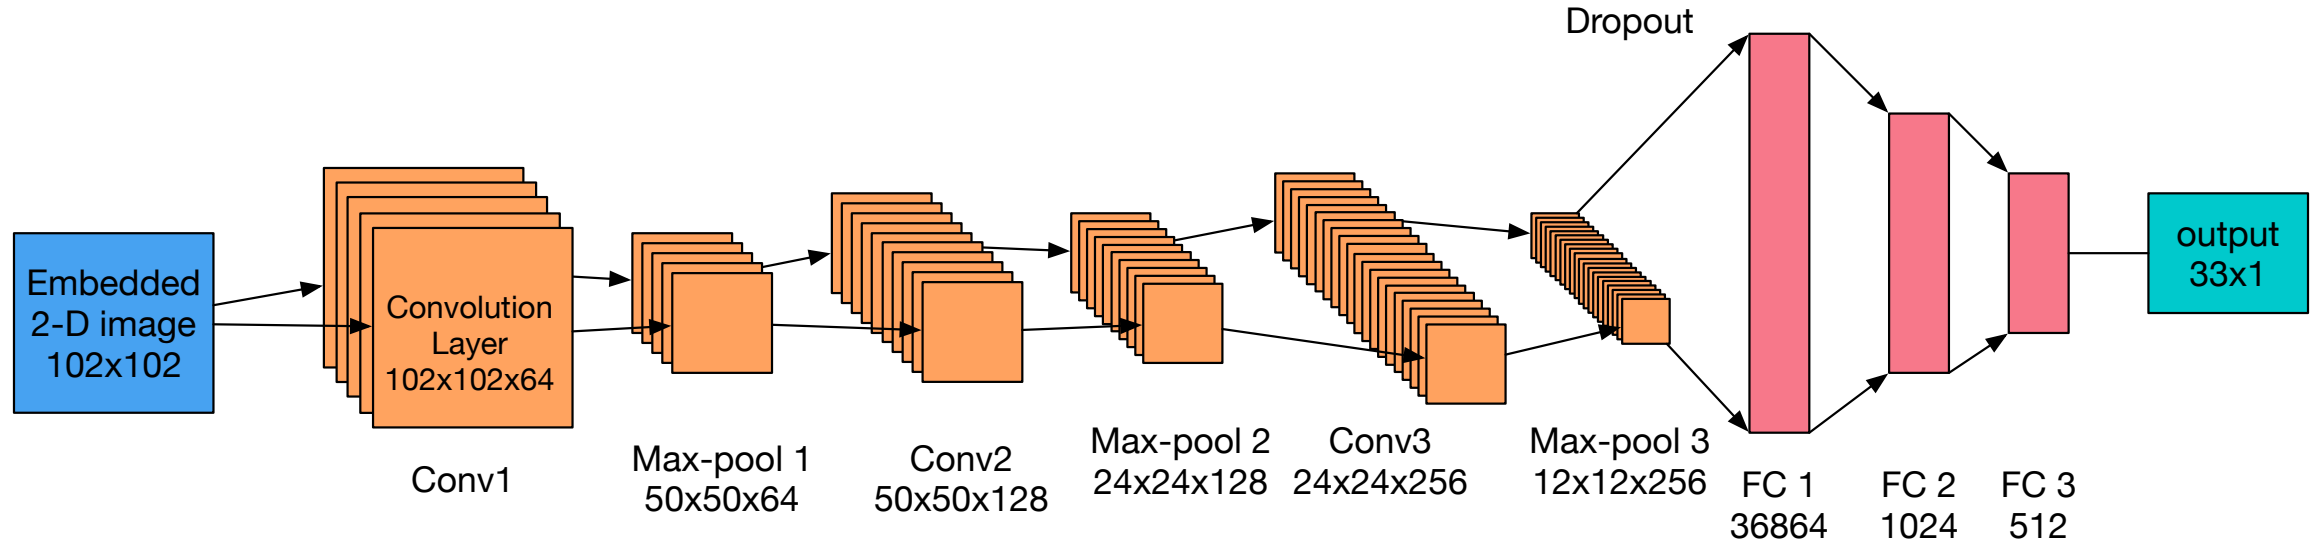 Dropout
Embedded
2-D image
102x102
Convolution
Layer
102x102x64
Conv1
Max-pool 1
50x50x64
Conv2
50x50x128
Max-pool 2
24x24x128
Conv3
24x24x256
Max-pool 3
12x12x256
FC 1
36864
FC 2
1024
FC 3
512
output
33x1